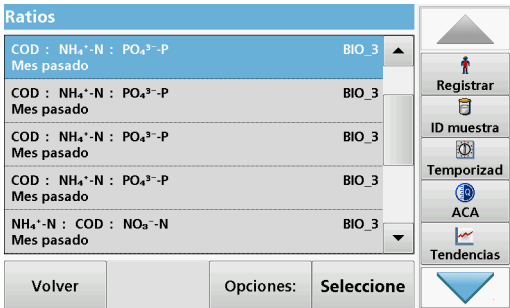 Ratios
COD : NH₄⁺-N : PO₄³⁻-P BIO_3
Mes pasado
COD : NH₄⁺-N : PO₄³⁻-P BIO_3
Mes pasado
COD : NH₄⁺-N : PO₄³⁻-P BIO_3
Mes pasado
COD : NH₄⁺-N : PO₄³⁻-P BIO_3
Mes pasado
NH₄⁺-N : COD : NO₃⁻-N BIO_3
Mes pasado
Volver
Opciones:
Seleccione
Registrar
ID muestra
Temporizad
ACA
Tendencias